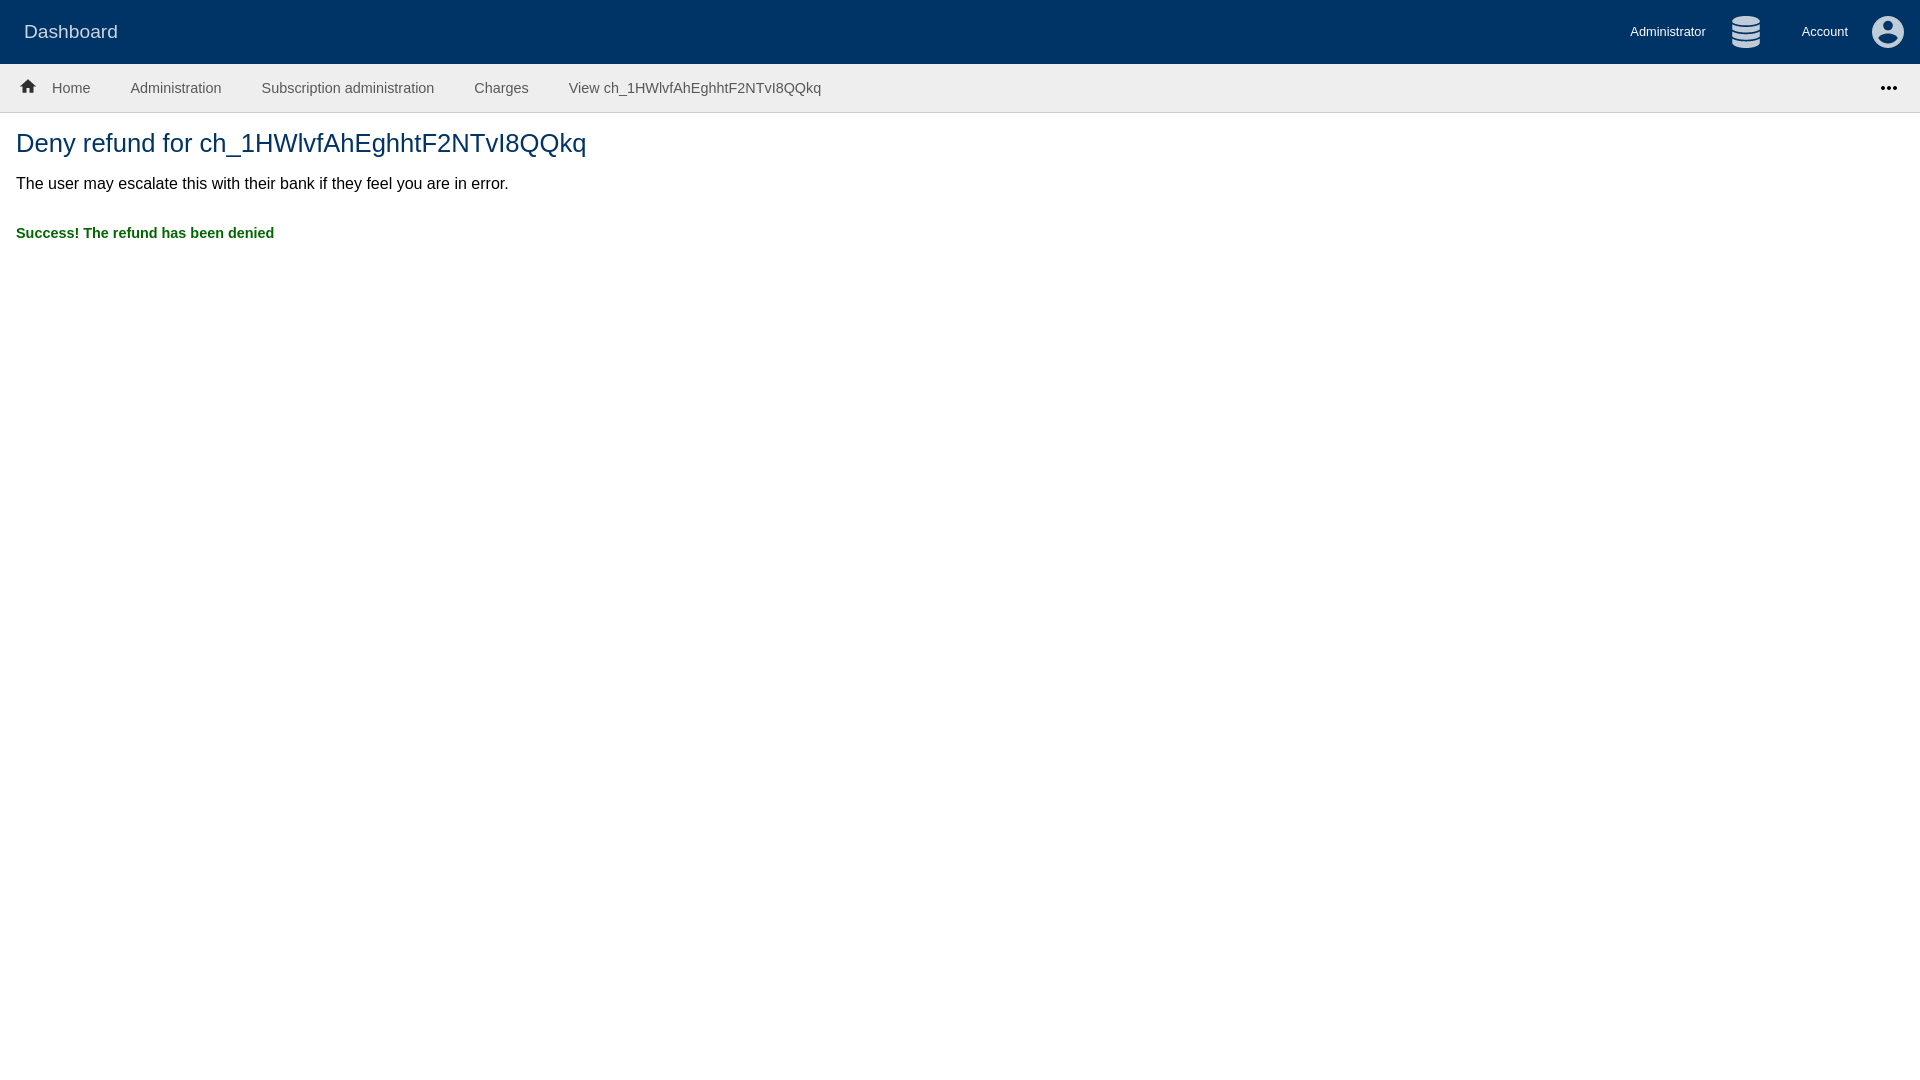 Dashboard
Administrator
Account
Home
Administration
Subscription administration
Charges
View ch_1HWlvfAhEghhtF2NTvI8QQkq
Deny refund for ch_1HWlvfAhEghhtF2NTvI8QQkq
The user may escalate this with their bank if they feel you are in error.
Success! The refund has been denied